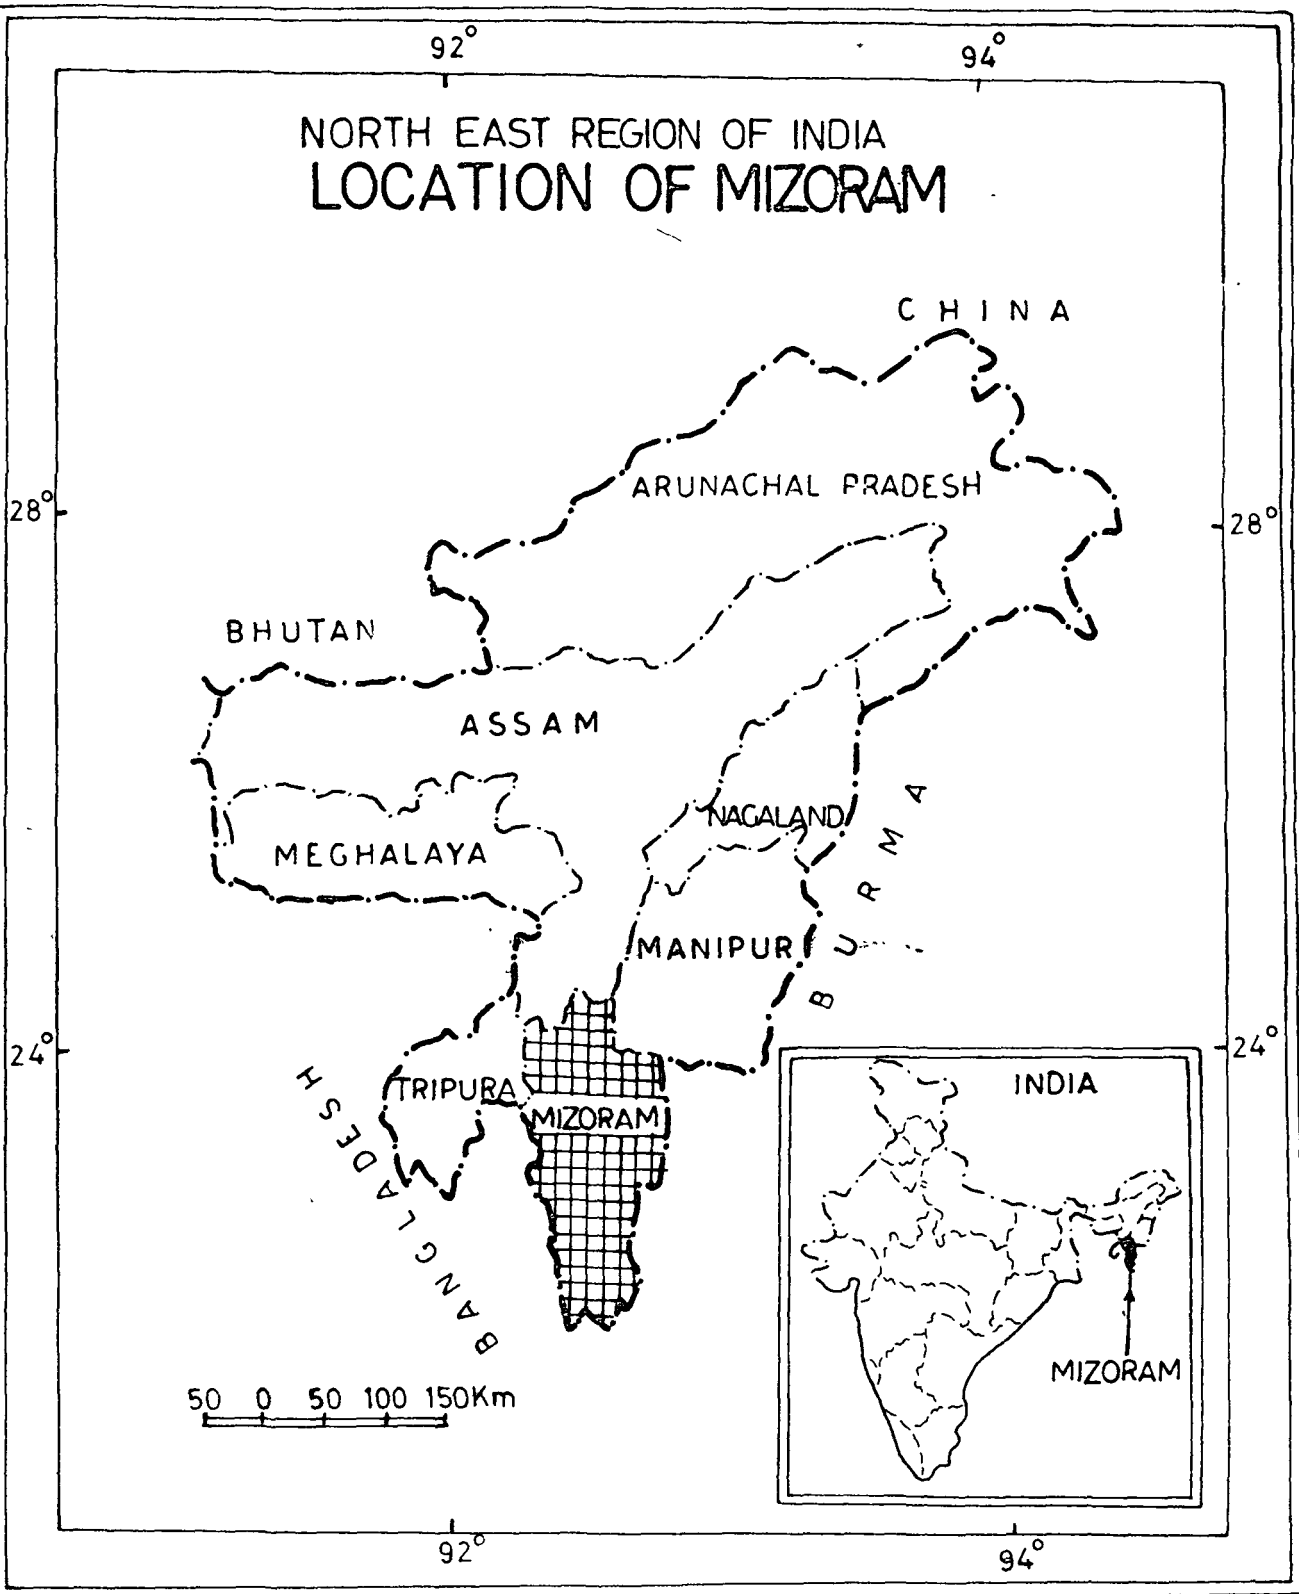 92°
94°
NORTH EAST REGION OF INDIA
LOCATION OF MIZORAM
CHINA
ARUNACHAL PRADESH
28°
28°
BHUTAN
ASSAM
NAGALAND
MEGHALAYA
BURMA
MANIPUR
24°
24°
INDIA
TRIPURA
MIZORAM
BANGLADESH
MIZORAM
50 0 50 100 150Km
92°
94°